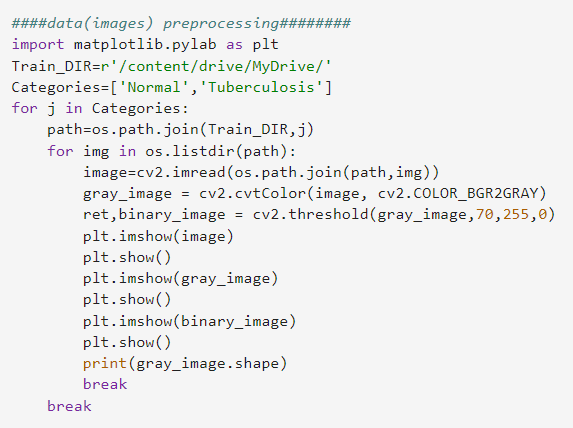 ####data(images) preprocessing########
import matplotlib.pylab as plt
Train_DIR=r'/content/drive/MyDrive/'
Categories=['Normal','Tuberculosis']
for j in Categories:
    path=os.path.join(Train_DIR,j)
    for img in os.listdir(path):
        image=cv2.imread(os.path.join(path,img))
        gray_image = cv2.cvtColor(image, cv2.COLOR_BGR2GRAY)
        ret,binary_image = cv2.threshold(gray_image,70,255,0)
        plt.imshow(image)
        plt.show()
        plt.imshow(gray_image)
        plt.show()
        plt.imshow(binary_image)
        plt.show()
        print(gray_image.shape)
        break
    break